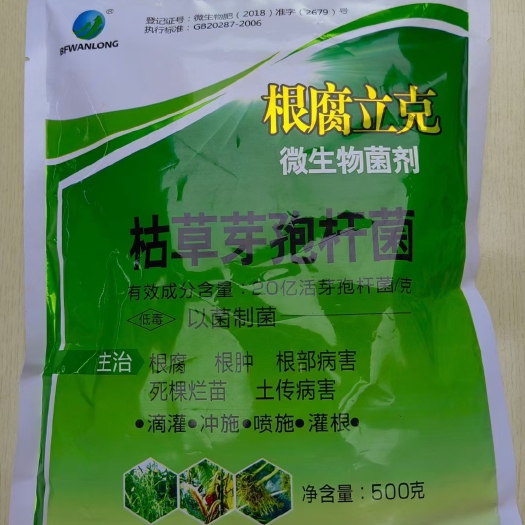 BFWANLONG
登记证号：微生物肥（2018）准字（2679）号
执行标准：GB20287-2006
根腐立克
微生物菌剂
枯草芽孢杆菌
有效成分含量：20亿活芽孢杆菌/克
低毒 以菌制菌
主治 根腐 根肿 根部病害
死棵烂苗 土传病害
•滴灌•冲施•喷施•灌根•
净含量：500克